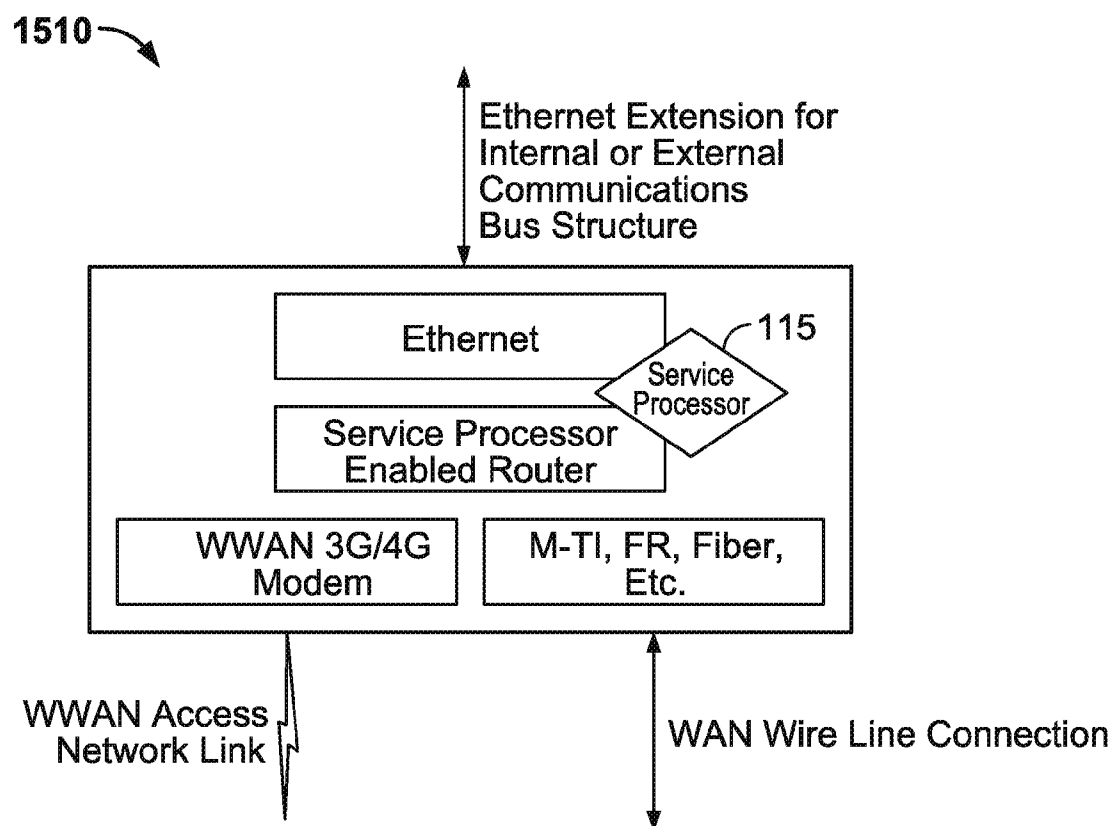 1510
Ethernet Extension for
Internal or External
Communications
Bus Structure
Ethernet
115
Service
Processor
Service Processor
Enabled Router
WWAN 3G/4G
Modem
M-TI, FR, Fiber,
Etc.
WWAN Access
Network Link
WAN Wire Line Connection